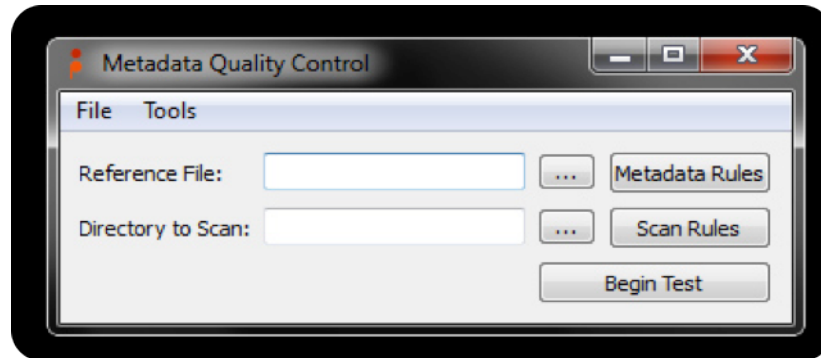 Metadata Quality Control
File Tools
Reference File: ... Metadata Rules
Directory to Scan: ... Scan Rules
Begin Test